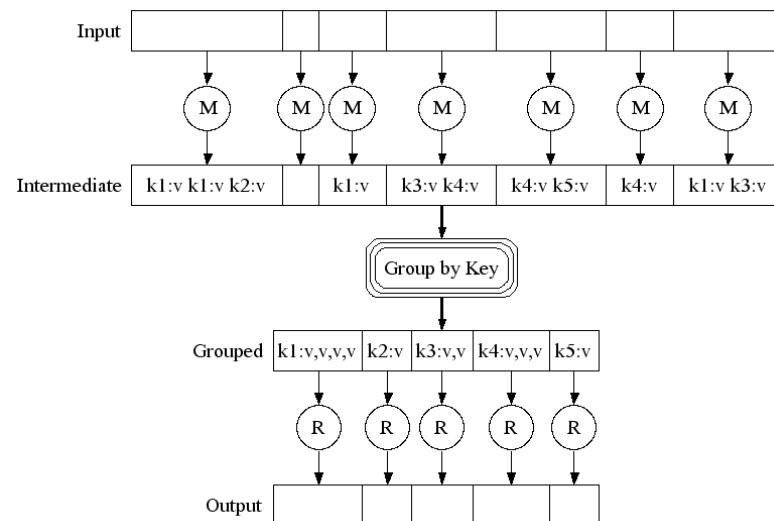 Input
M M M M M M M
Intermediate k1:v k1:v k2:v k1:v k3:v k4:v k4:v k5:v k4:v k1:v k3:v
Group by Key
Grouped k1:v,v,v,v k2:v k3:v,v k4:v,v,v k5:v
R R R R R
Output